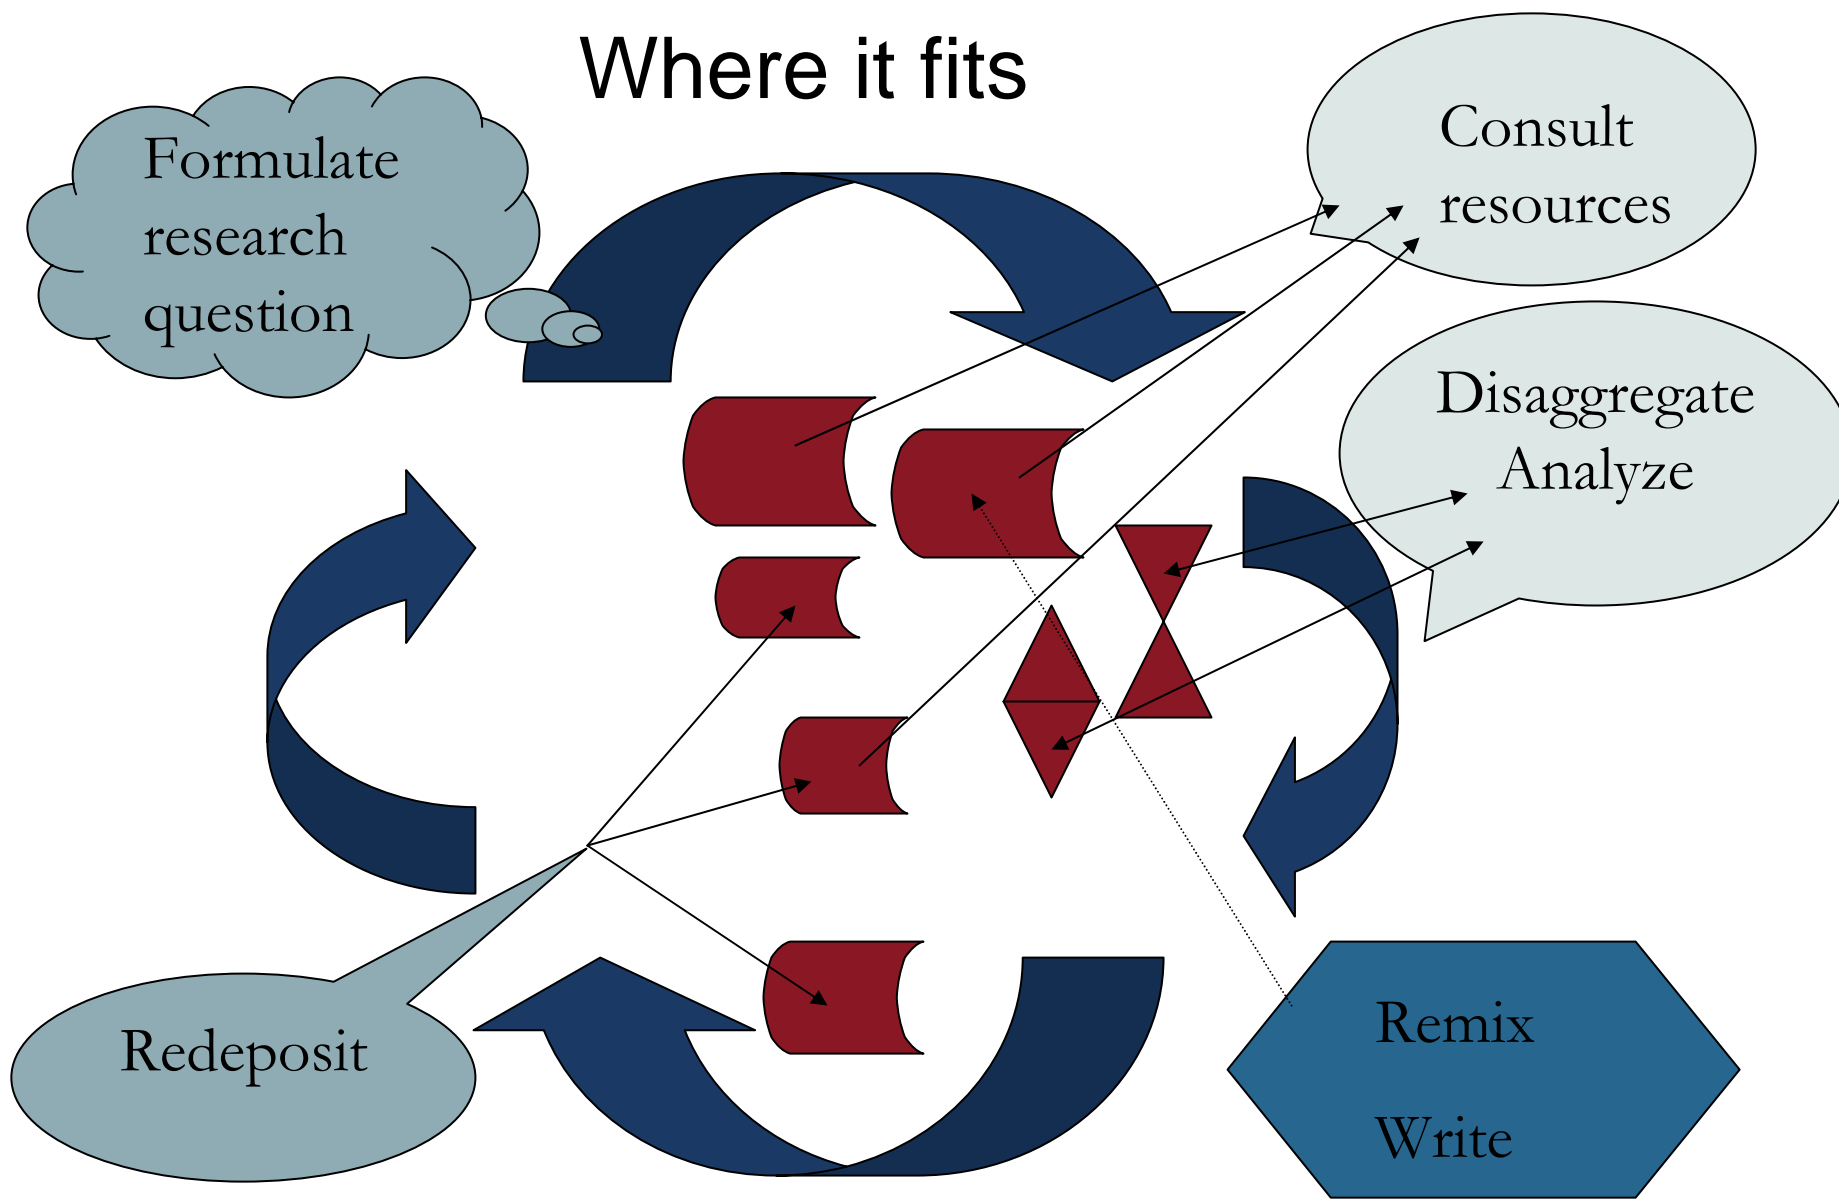 Where it fits
Formulate
research
question
Consult
resources
Disaggregate
Analyze
Redeposit
Remix
Write